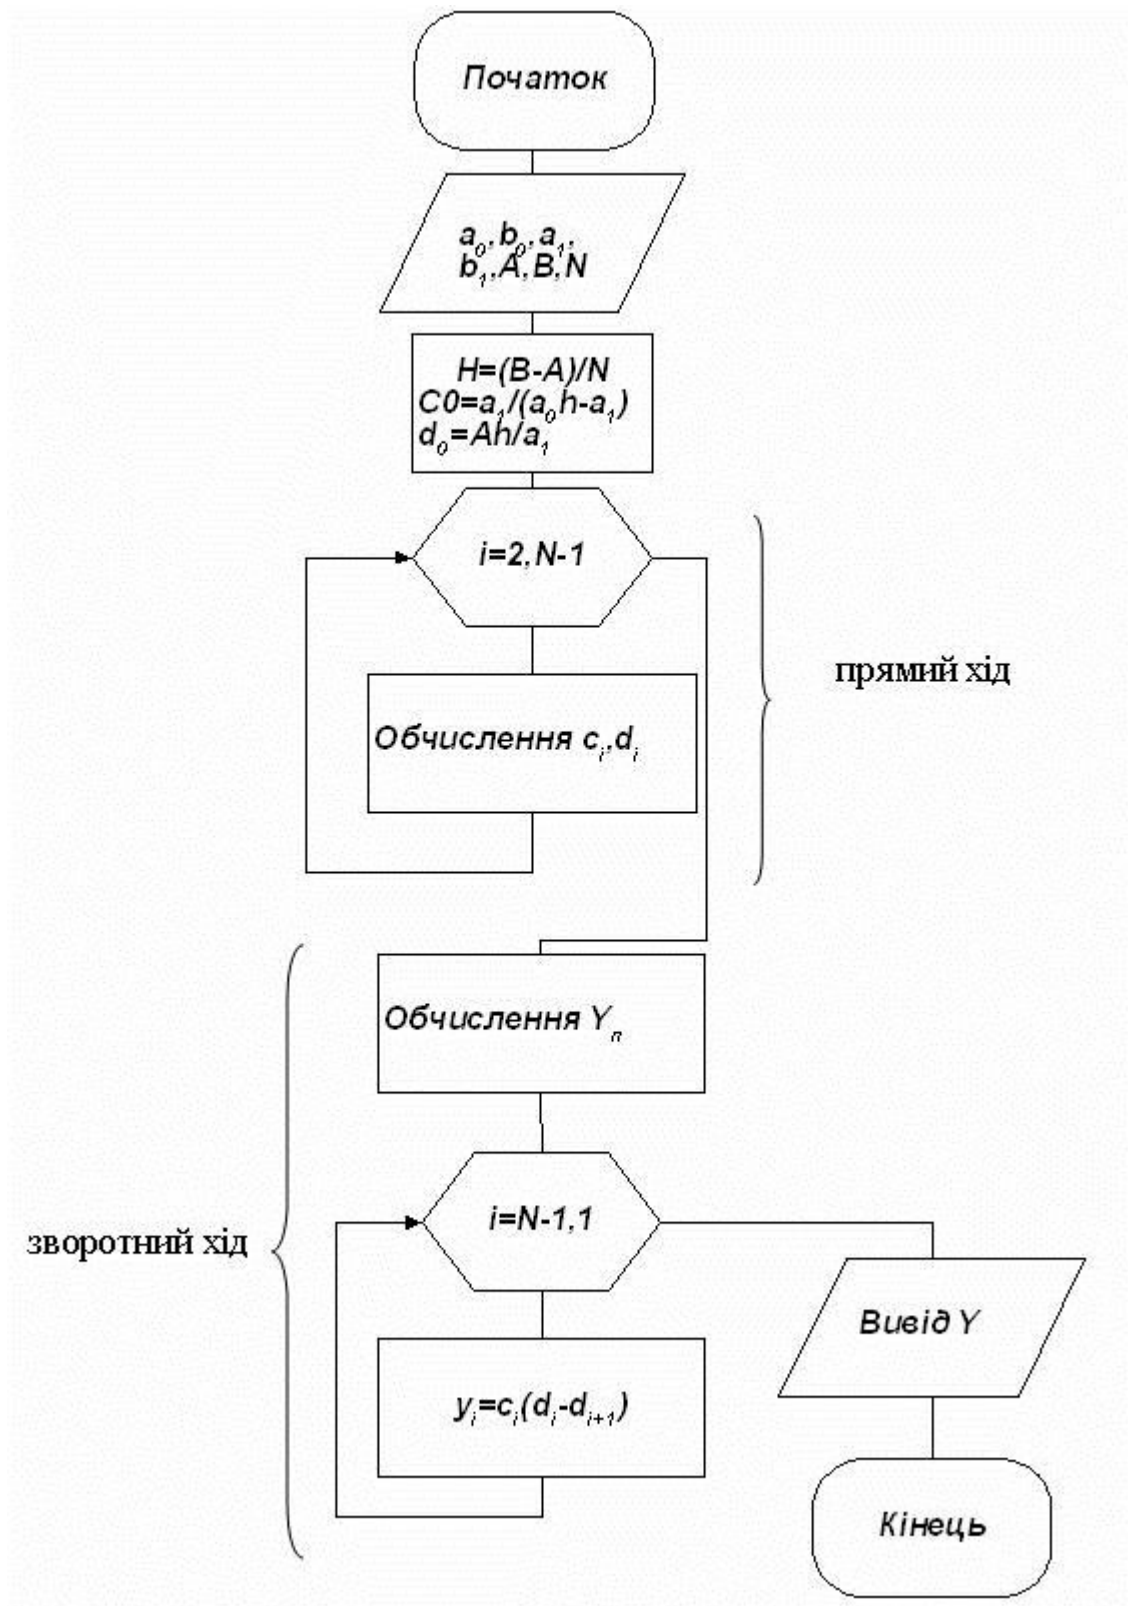 Початок
a₀,b₀,a₁,
b₁,A,B,N
H=(B-A)/N
C0=a₁/(a₀h-a₁)
d₀=Ah/a₁
i=2,N-1
прямий хід
Обчислення cᵢ,dᵢ
Обчислення Yₙ
i=N-1,1
зворотний хід
Вивід Y
yᵢ=cᵢ(dᵢ-dᵢ₊₁)
Кінець